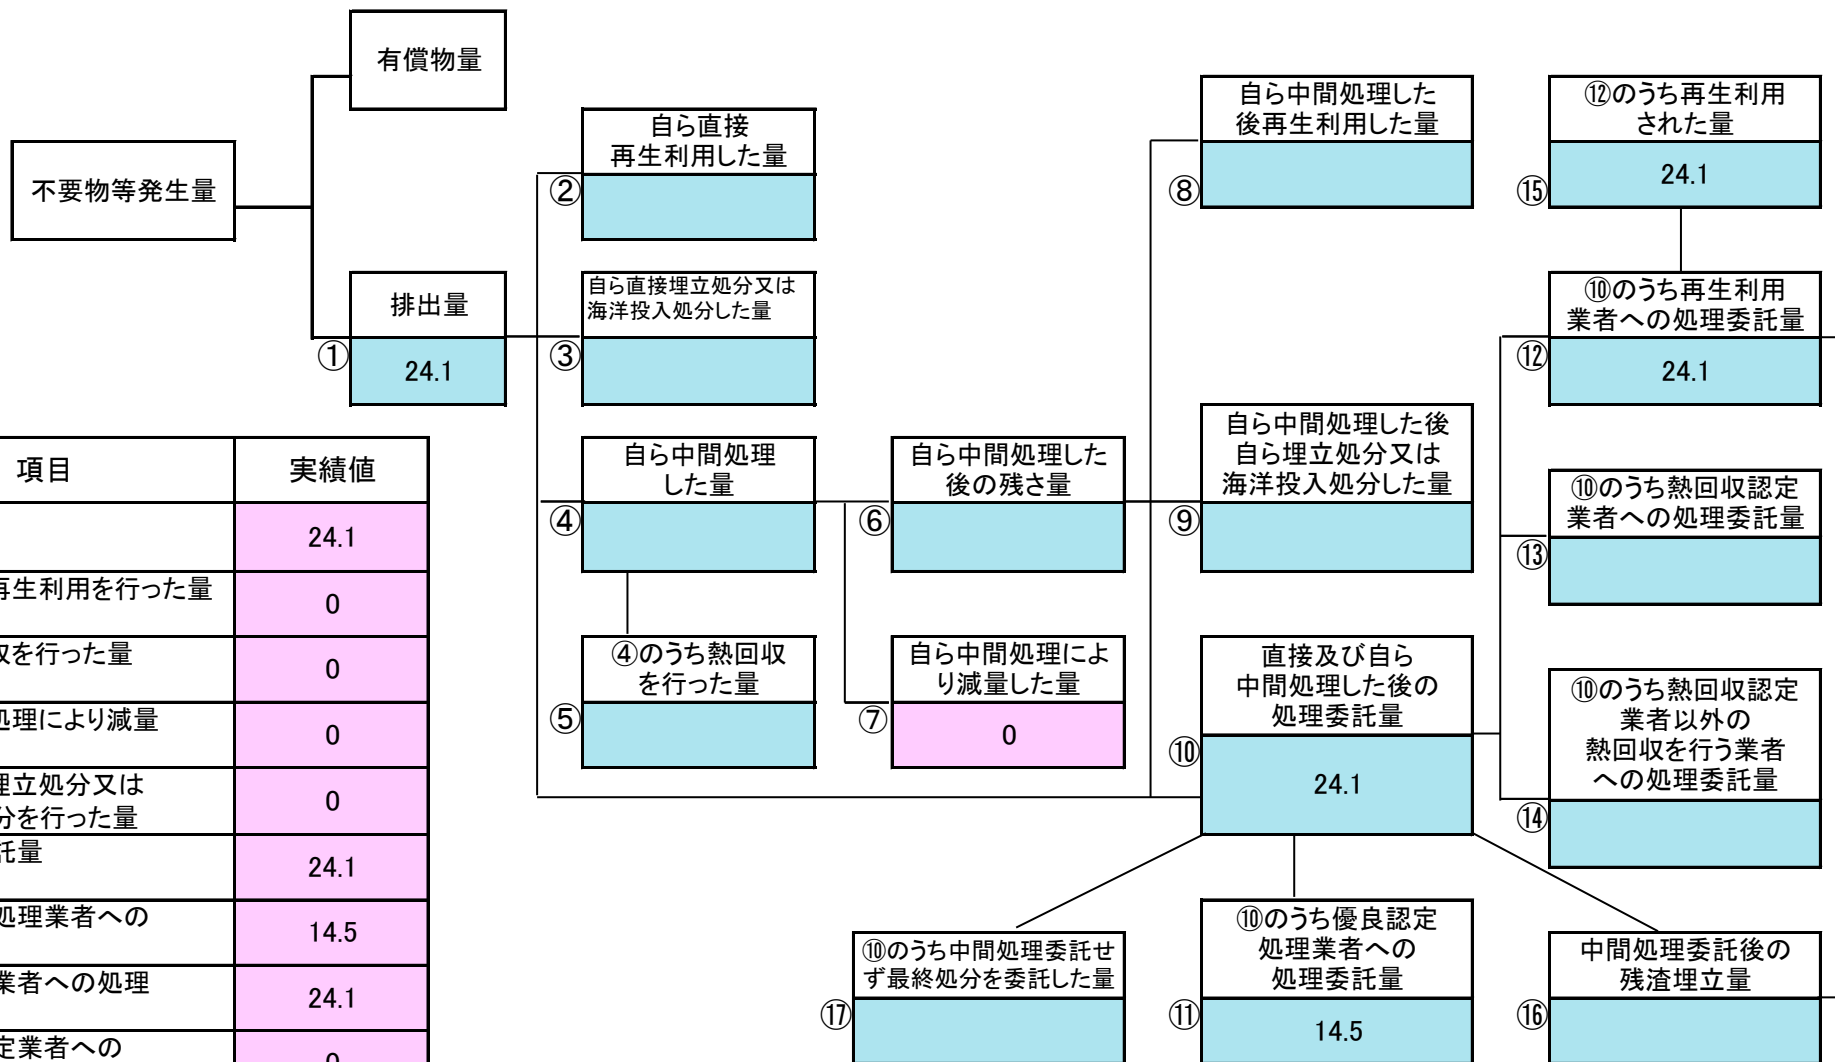 有償物量
不要物等発生量
排出量
①
24.1
自ら直接
再生利用した量
②
自ら直接埋立処分又は
海洋投入処分した量
③
自ら中間処理
した量
④
④のうち熱回収
を行った量
⑤
自ら中間処理した
後の残さ量
⑥
自ら中間処理によ
り減量した量
⑦
0
自ら中間処理した
後再生利用した量
⑧
自ら中間処理した後
自ら埋立処分又は
海洋投入処分した量
⑨
直接及び自ら
中間処理した後の
処理委託量
⑩
24.1
⑩のうち優良認定
処理業者への
処理委託量
⑪
14.5
⑫のうち再生利用
された量
⑮
24.1
⑩のうち再生利用
業者への処理委託量
⑫
24.1
⑩のうち熱回収認定
業者への処理委託量
⑬
⑩のうち熱回収認定
業者以外の
熱回収を行う業者
への処理委託量
⑭
⑩のうち中間処理委託せ
ず最終処分を委託した量
⑰
中間処理委託後の
残渣埋立量
⑯
項目 実績値
24.1
再生利用を行った量
0
を行った量
0
処理により減量
0
埋立処分又は
分を行った量
0
託量
24.1
処理業者への
14.5
業者への処理
24.1
定業者への